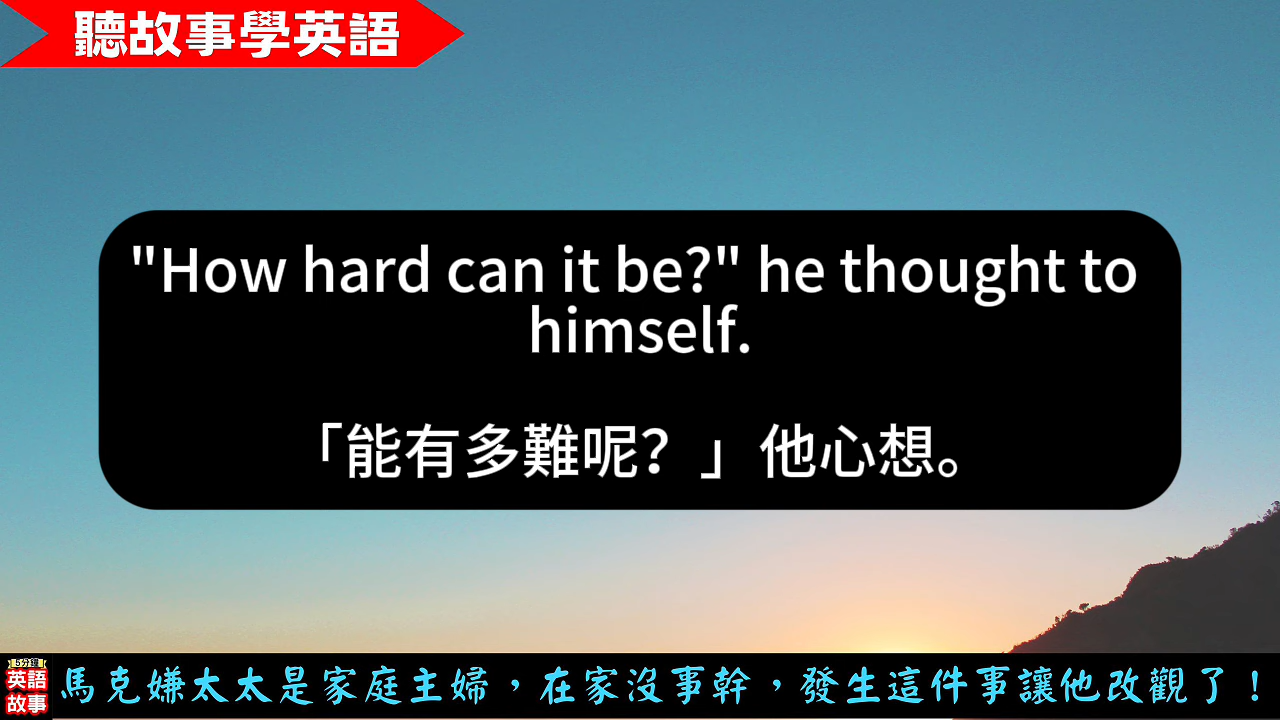 聽故事學英語
"How hard can it be?" he thought to
himself.
「能有多難呢？」他心想。
5分鐘
英語
故事
馬克嫌太太是家庭主婦，在家沒事幹，發生這件事讓他改觀了！